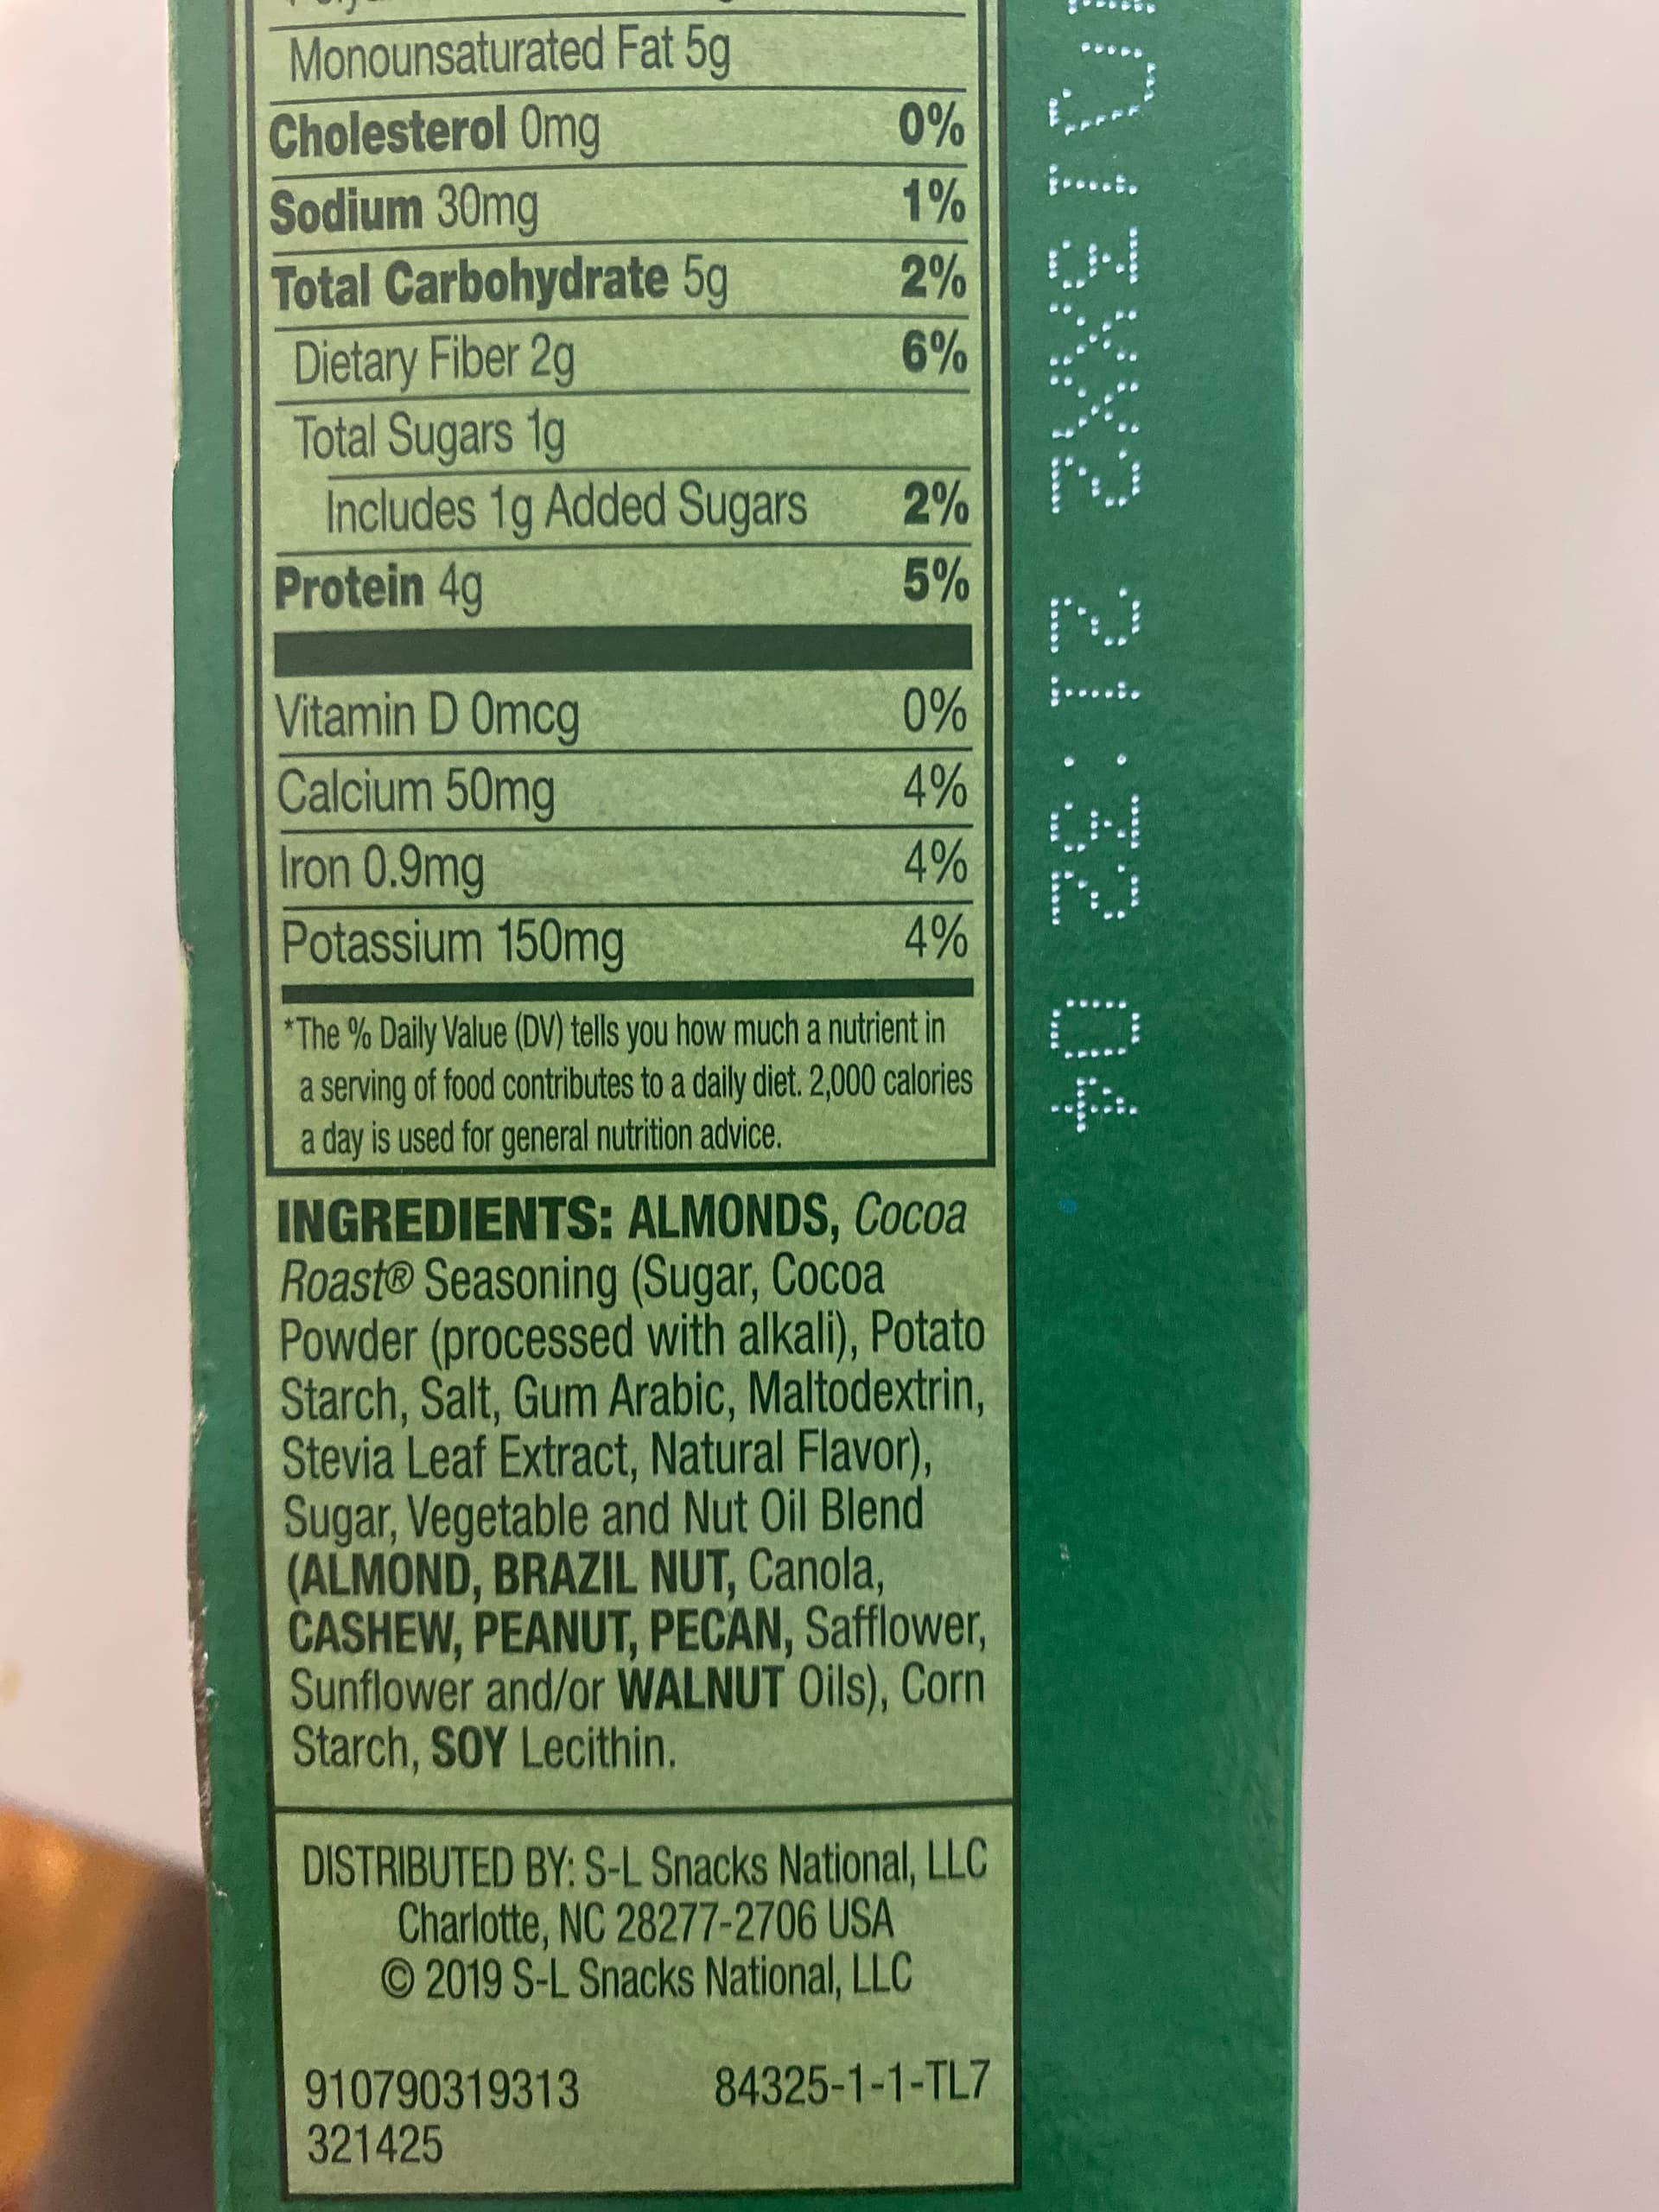 Monounsaturated Fat 5g
Cholesterol 0mg 0%
Sodium 30mg 1%
Total Carbohydrate 5g 2%
Dietary Fiber 2g 6%
Total Sugars 1g
Includes 1g Added Sugars 2%
Protein 4g 5%
Vitamin D 0mcg 0%
Calcium 50mg 4%
Iron 0.9mg 4%
Potassium 150mg 4%
*The % Daily Value (DV) tells you how much a nutrient in
a serving of food contributes to a daily diet. 2,000 calories
a day is used for general nutrition advice.
INGREDIENTS: ALMONDS, Cocoa
Roast® Seasoning (Sugar, Cocoa
Powder (processed with alkali), Potato
Starch, Salt, Gum Arabic, Maltodextrin,
Stevia Leaf Extract, Natural Flavor),
Sugar, Vegetable and Nut Oil Blend
(ALMOND, BRAZIL NUT, Canola,
CASHEW, PEANUT, PECAN, Safflower,
Sunflower and/or WALNUT Oils), Corn
Starch, SOY Lecithin.
DISTRIBUTED BY: S-L Snacks National, LLC
Charlotte, NC 28277-2706 USA
© 2019 S-L Snacks National, LLC
910790319313 84325-1-1-TL7
321425
J13XX2 21:32 04